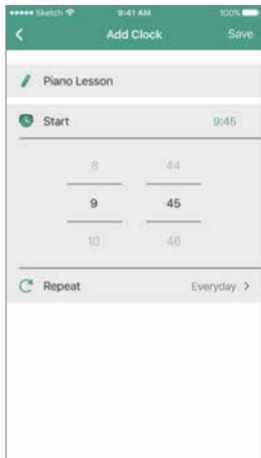 Sketch 9:41 AM 100%
Add Clock Save
Piano Lesson
Start 9:45
8 44
9 45
10 46
Repeat Everyday